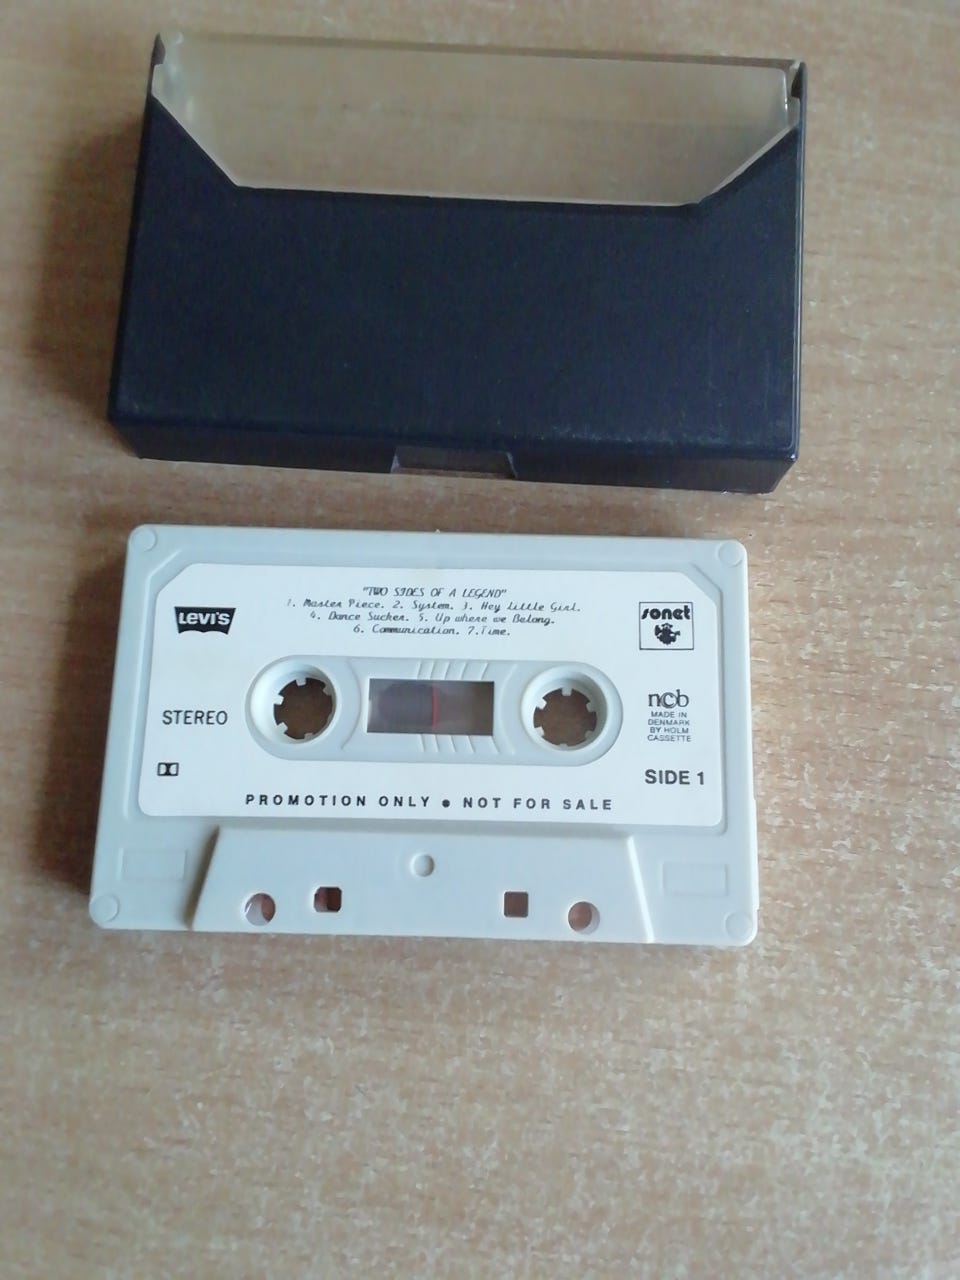 "TWO SIDES OF A LEGEND"
1. Master Piece. 2. System. 3. Hey Little Girl.
4. Dance Sucker. 5. Up where we Belong.
6. Communication. 7.Time.
LEVI'S
sonet
STEREO
ncb
MADE IN
DENMARK
BY HOLM
CASSETTE
SIDE 1
PROMOTION ONLY ● NOT FOR SALE